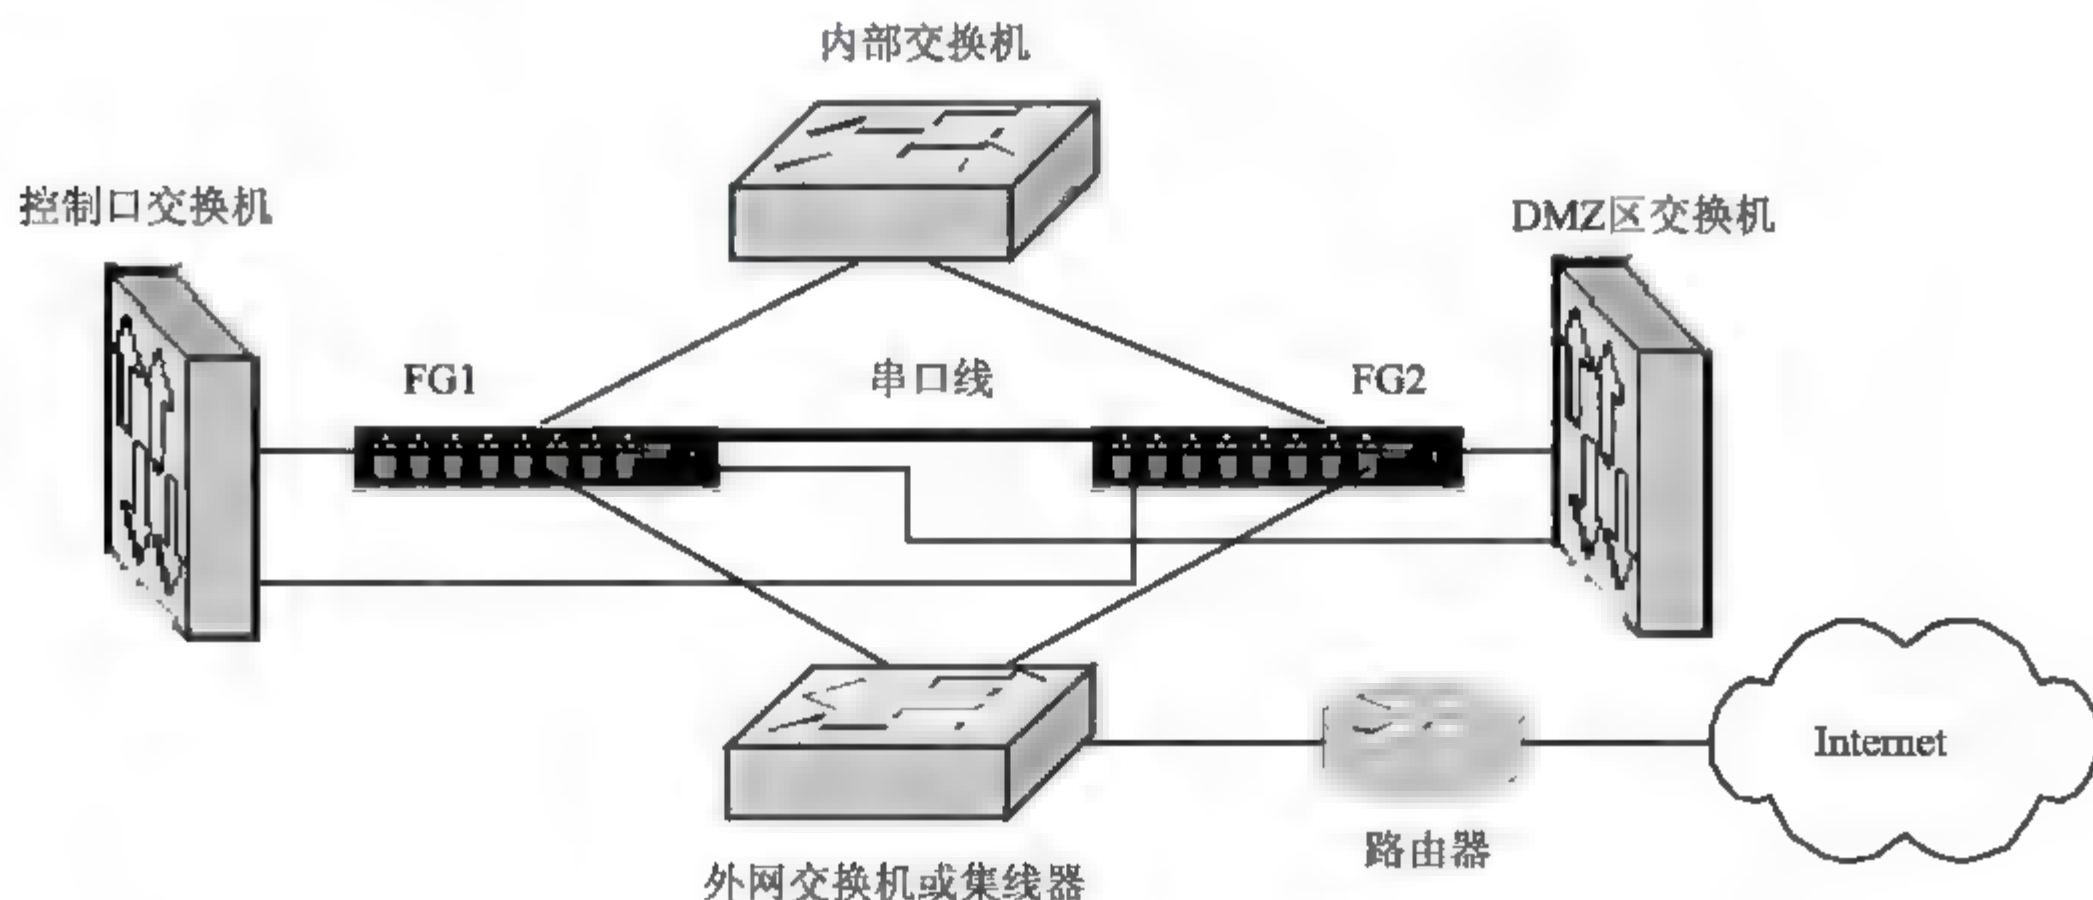 内部交换机
控制口交换机
DMZ区交换机
FG1
串口线
FG2
Internet
路由器
外网交换机或集线器